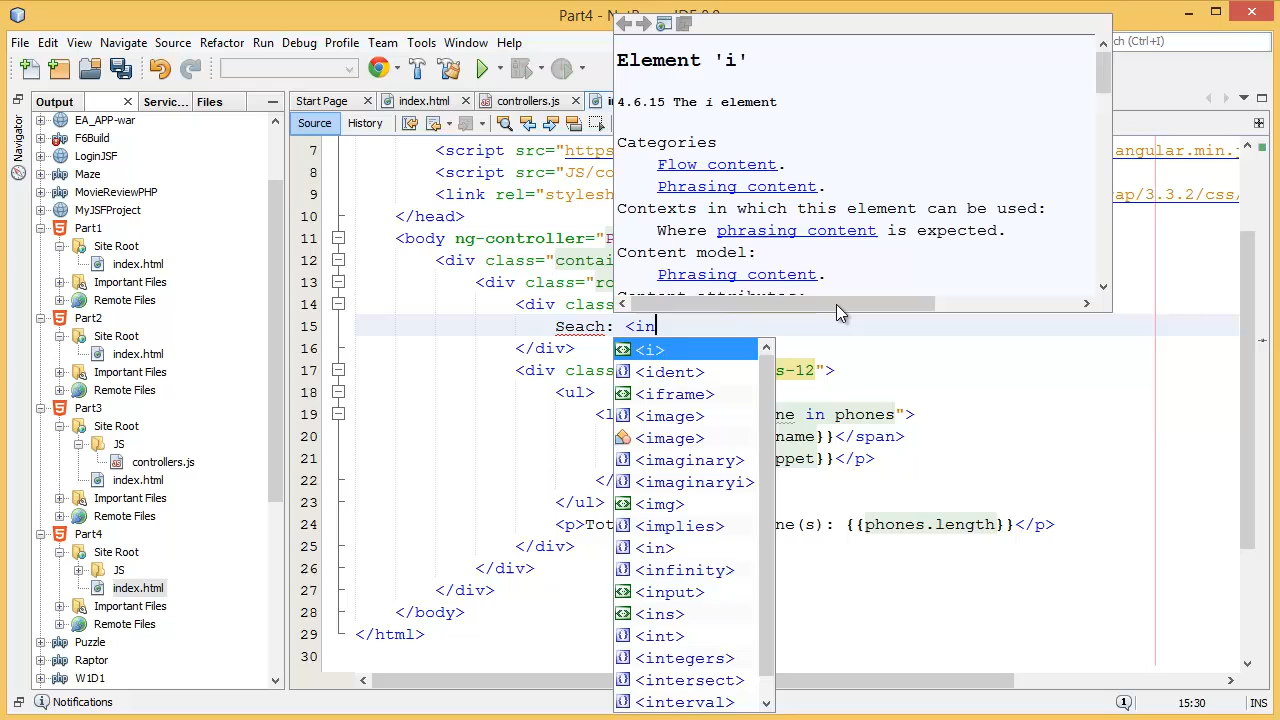 Part4 -
File Edit View Navigate Source Refactor Run Debug Profile Team Tools Window Help
ch (Ctrl+I)
Output
Servic...
Files
Start Page
index.html
controllers.js
Source
History
Navigator
EA_APP-war
F6Build
LoginJSF
Maze
MovieReviewPHP
MyJSFProject
Part1
Site Root
index.html
Important Files
Remote Files
Part2
Site Root
index.html
Important Files
Remote Files
Part3
Site Root
JS
controllers.js
index.html
Important Files
Remote Files
Part4
Site Root
JS
index.html
Important Files
Remote Files
Puzzle
Raptor
W1D1
Element 'i'
4.6.15 The i element
Categories
Flow content.
Phrasing content.
Contexts in which this element can be used:
Where phrasing content is expected.
Content model:
Phrasing content.
7 <script src="https angular.min.j
8 <script src="JS/co
9 <link rel="stylesh ap/3.3.2/css/
10 </head>
11 <body ng-controller="P
12 <div class="contai
13 <div class="ro
14 <div clas
15 Seach: <in
16 </div>
17 <div clas s-12">
18 <ul>
19 <l ne in phones">
20 name}}</span>
21 ppet}}</p>
22 </
23 </ul>
24 <p>Tot ne(s): {{phones.length}}</p>
25 </div>
26 </div>
27 </div>
28 </body>
29 </html>
30
<i>
<ident>
<iframe>
<image>
<image>
<imaginary>
<imaginaryi>
<img>
<implies>
<in>
<infinity>
<input>
<ins>
<int>
<integers>
<intersect>
<interval>
Notifications
1
15:30
INS